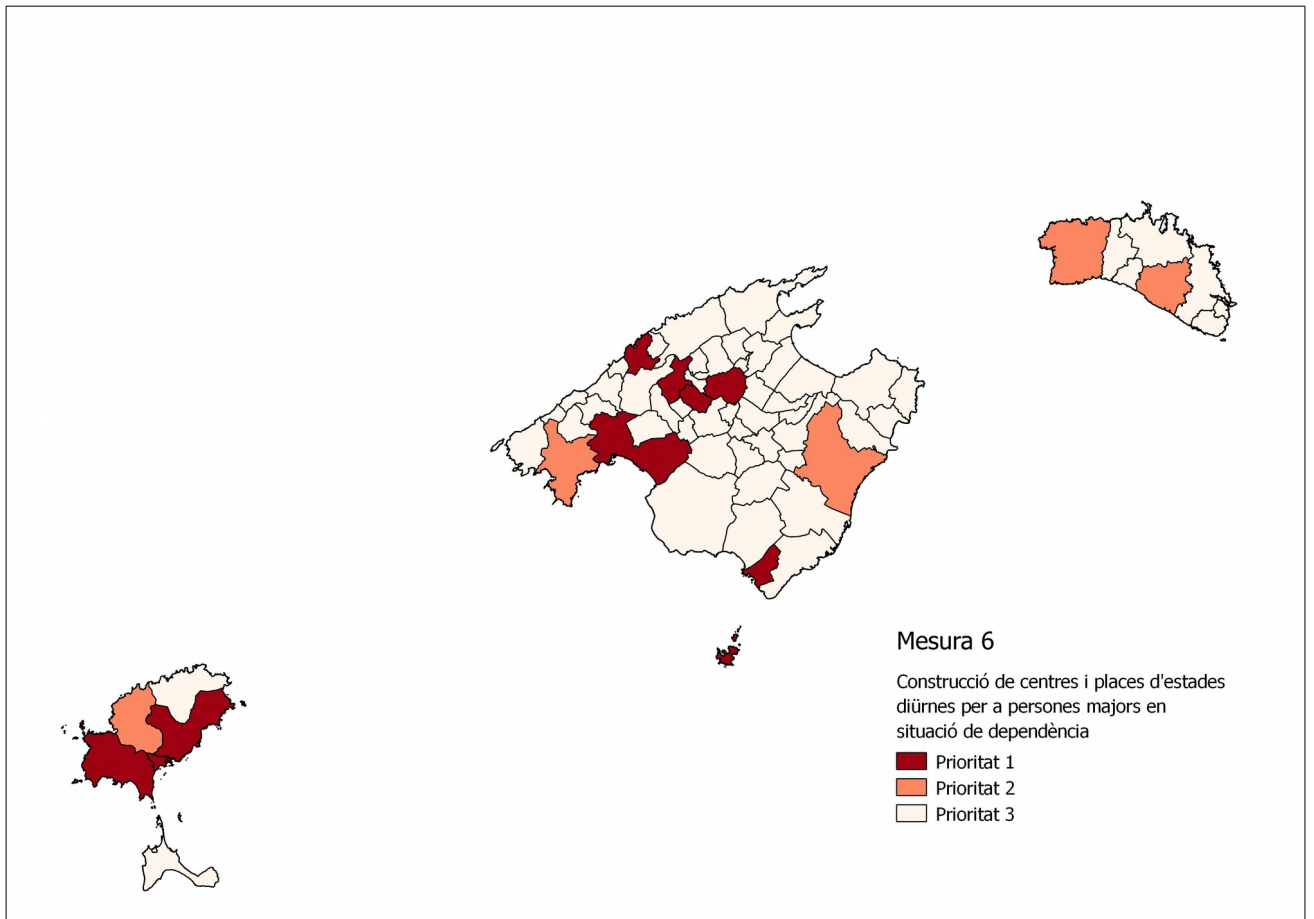 Mesura 6
Construcció de centres i places d'estades
diürnes per a persones majors en
situació de dependència
Prioritat 1
Prioritat 2
Prioritat 3